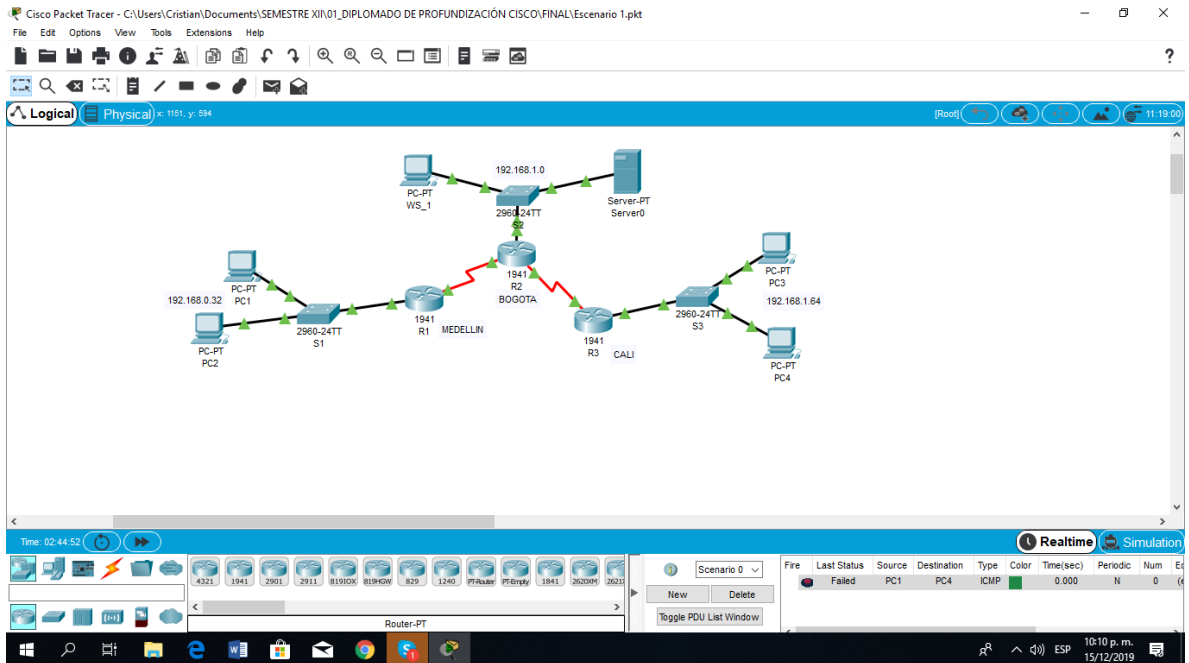 Cisco Packet Tracer - C:\Users\Cristian\Documents\SEMESTRE XII\01_DIPLOMADO DE PROFUNDIZACIÓN CISCO\FINAL\Escenario 1.pkt
File Edit Options View Tools Extensions Help
?
Logical Physical x: 1151, y: 594 [Root] 11:19:00
192.168.1.0
PC-PT
WS_1
2960-24TT
S2
Server-PT
Server0
PC-PT
PC1
192.168.0.32
PC-PT
PC2
2960-24TT
S1
1941
R1
MEDELLIN
1941
R2
BOGOTA
1941
R3
CALI
2960-24TT
S3
PC-PT
PC3
192.168.1.64
PC-PT
PC4
Time: 02:44:52 Realtime Simulation
4321 1941 2901 2911 819IOX 819HGW 829 1240 PT-Router PT-Empty 1841 2620XM 2621
Router-PT
Scenario 0
New Delete
Toggle PDU List Window
Fire Last Status Source Destination Type Color Time(sec) Periodic Num Ec
Failed PC1 PC4 ICMP 0.000 N 0 (e
ESP
10:10 p. m.
15/12/2019